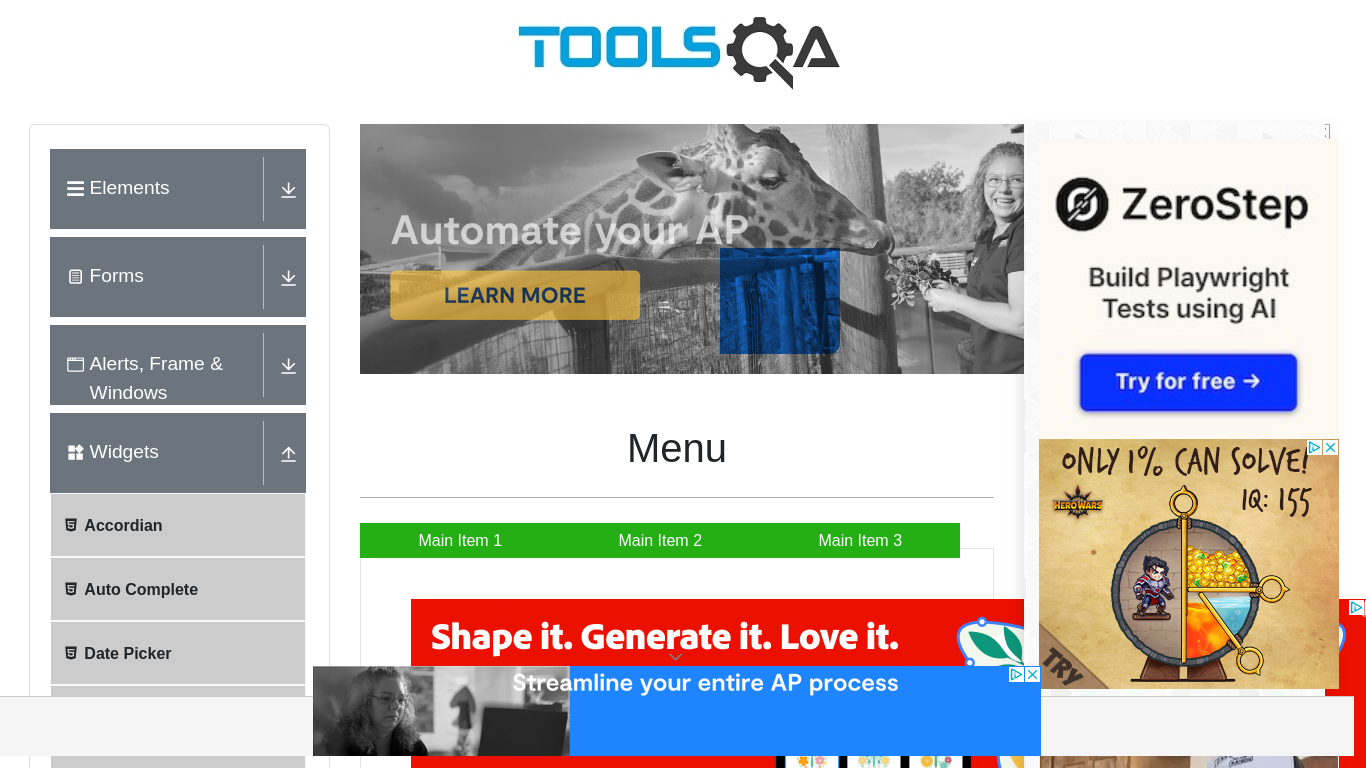 TOOLSQA
Elements
Forms
Alerts, Frame &
Windows
Widgets
Accordian
Auto Complete
Date Picker
Automate your AP
LEARN MORE
Menu
Main Item 1
Main Item 2
Main Item 3
Shape it. Generate it. Love it.
Streamline your entire AP process
ZeroStep
Build Playwright
Tests using AI
Try for free →
ONLY 1% CAN SOLVE!
IQ: 155
HERO WARS
TRY